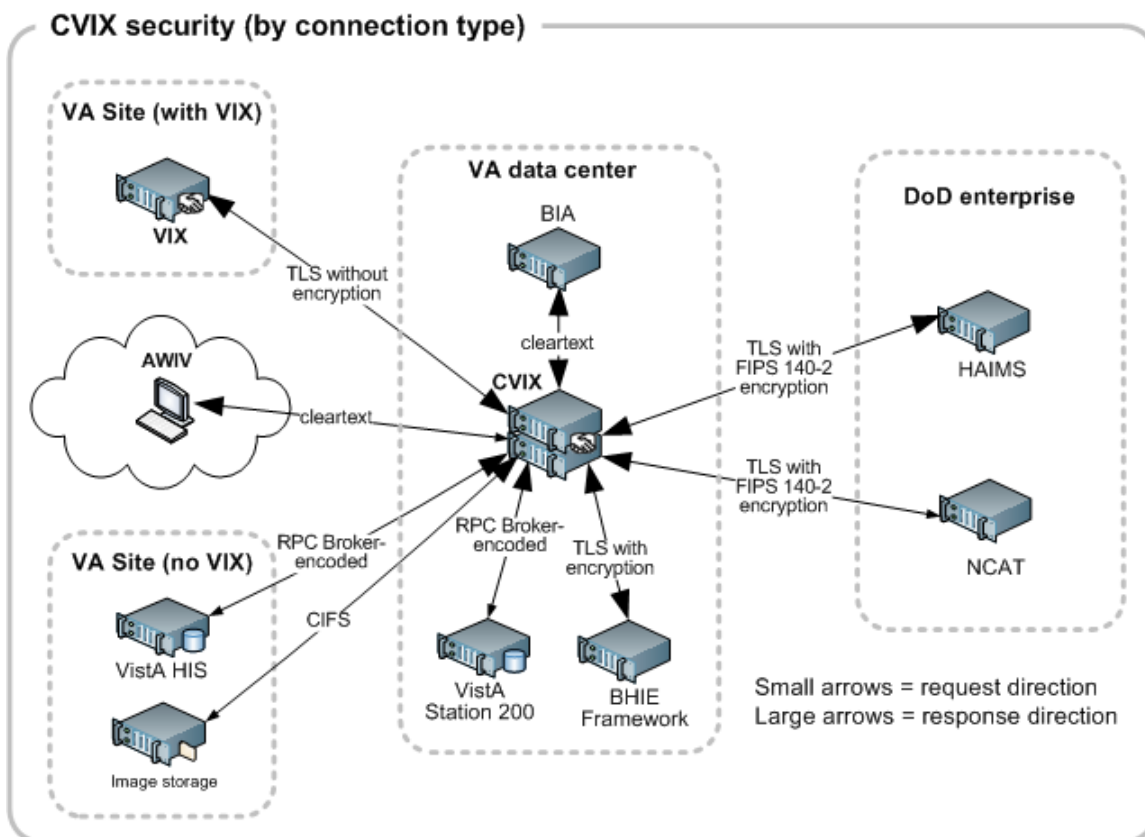 CVIX security (by connection type)
VA Site (with VIX)
VIX
TLS without
encryption
AWIV
cleartext
VA Site (no VIX)
RPC Broker-
encoded
VistA HIS
CIFS
Image storage
VA data center
BIA
cleartext
CVIX
RPC Broker-
encoded
TLS with
encryption
VistA
Station 200
BHIE
Framework
DoD enterprise
TLS with
FIPS 140-2
encryption
HAIMS
TLS with
FIPS 140-2
encryption
NCAT
Small arrows = request direction
Large arrows = response direction